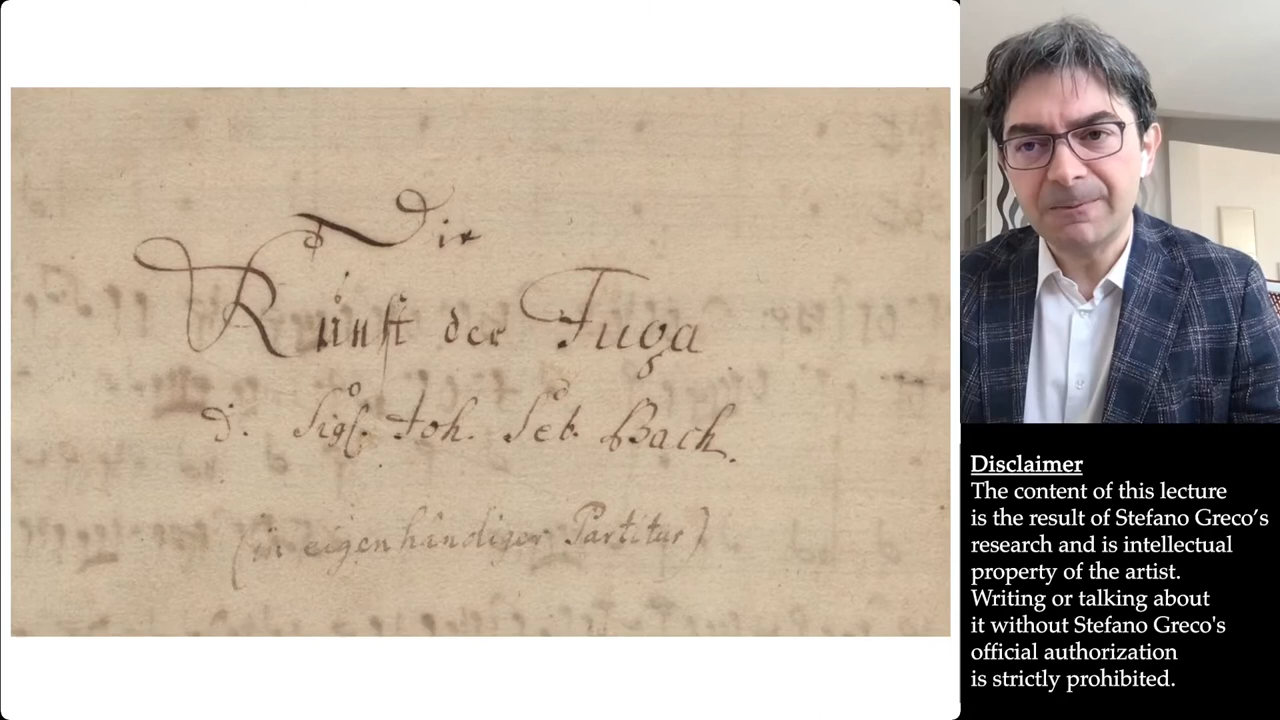 Die
Kunst der Fuga
d. Sigl. Joh. Seb. Bach.
(in eigenhändiger Partitur)
Disclaimer
The content of this lecture
is the result of Stefano Greco’s
research and is intellectual
property of the artist.
Writing or talking about
it without Stefano Greco's
official authorization
is strictly prohibited.